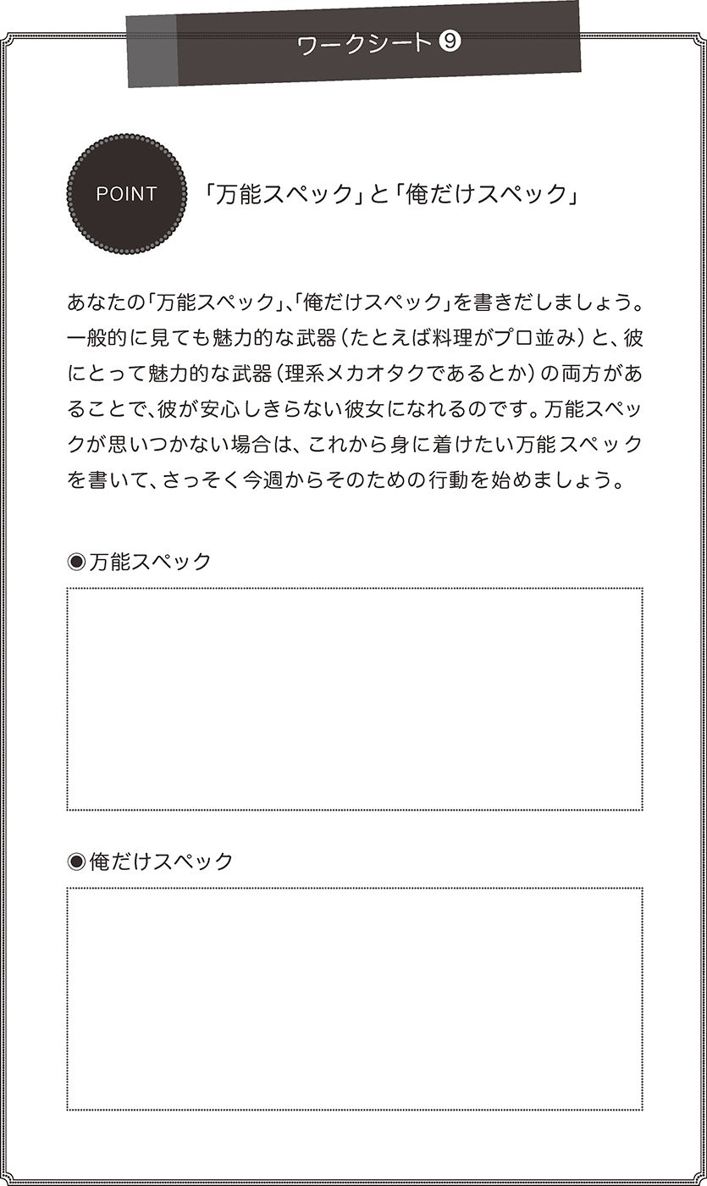 ワークシート❾
POINT
「万能スペック」と「俺だけスペック」
あなたの「万能スペック」、「俺だけスペック」を書きだしましょう。
一般的に見ても魅力的な武器（たとえば料理がプロ並み）と、彼
にとって魅力的な武器（理系メカオタクであるとか）の両方があ
ることで、彼が安心しきらない彼女になれるのです。万能スペッ
クが思いつかない場合は、これから身に着けたい万能スペック
を書いて、さっそく今週からそのための行動を始めましょう。
◉万能スペック
◉俺だけスペック